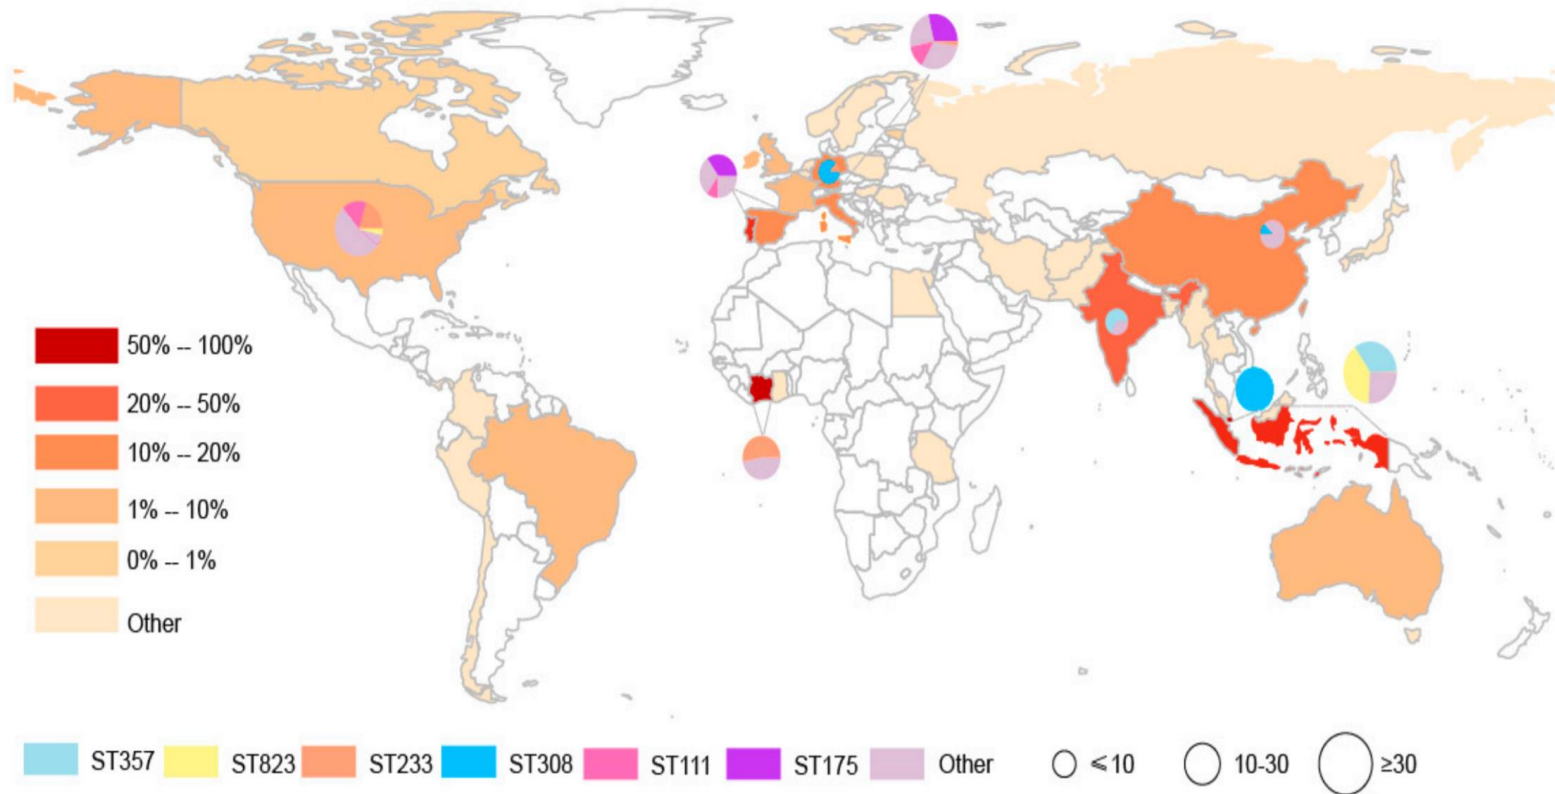 50% -- 100%
20% -- 50%
10% -- 20%
1% -- 10%
0% -- 1%
Other
ST357 ST823 ST233 ST308 ST111 ST175 Other ≤10 10-30 ≥30